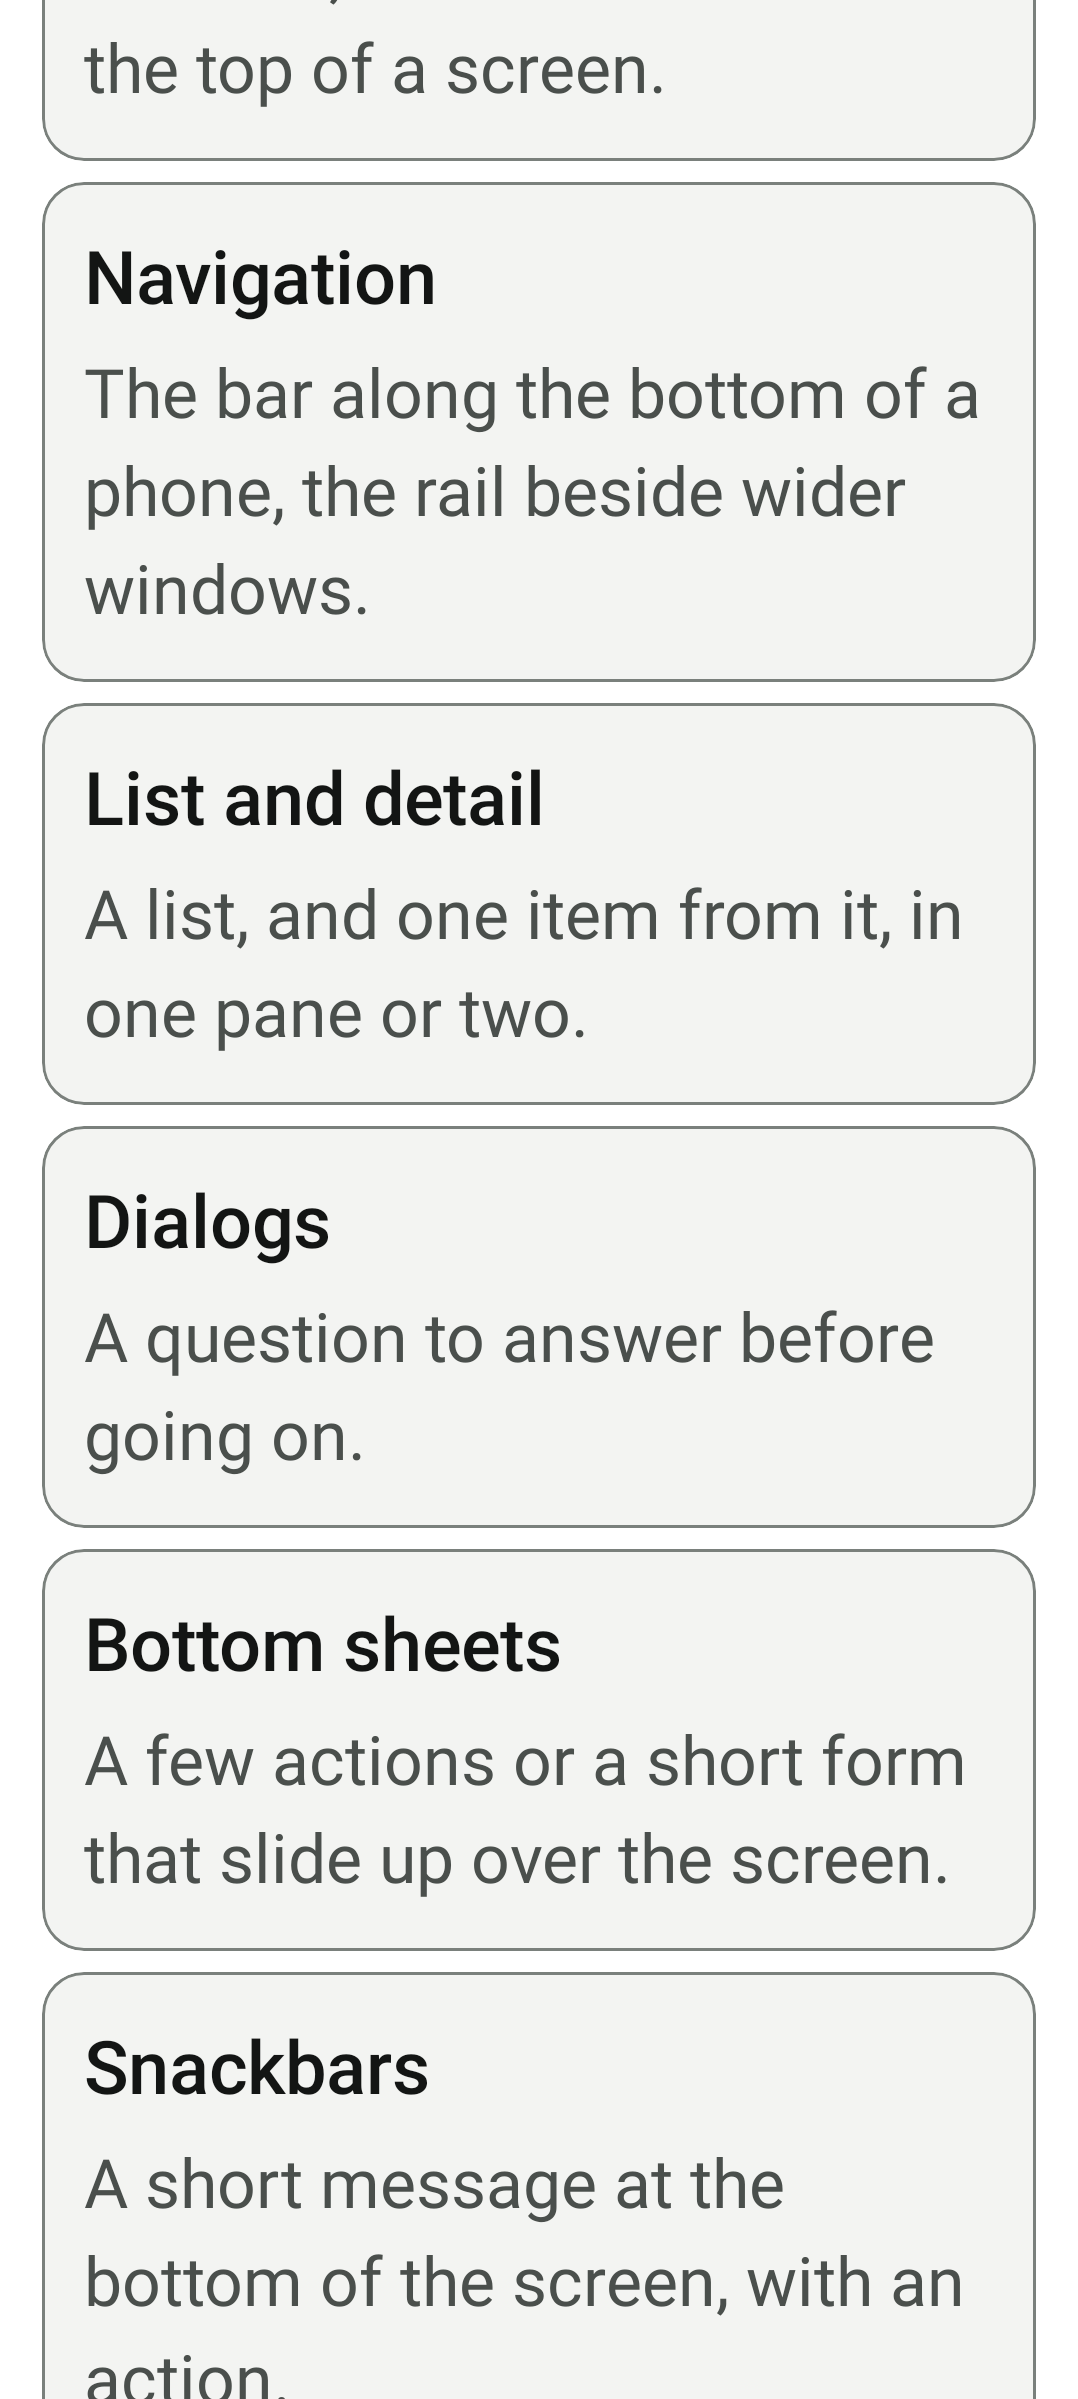 the top of a screen.
Navigation
The bar along the bottom of a
phone, the rail beside wider
windows.
List and detail
A list, and one item from it, in
one pane or two.
Dialogs
A question to answer before
going on.
Bottom sheets
A few actions or a short form
that slide up over the screen.
Snackbars
A short message at the
bottom of the screen, with an
action.